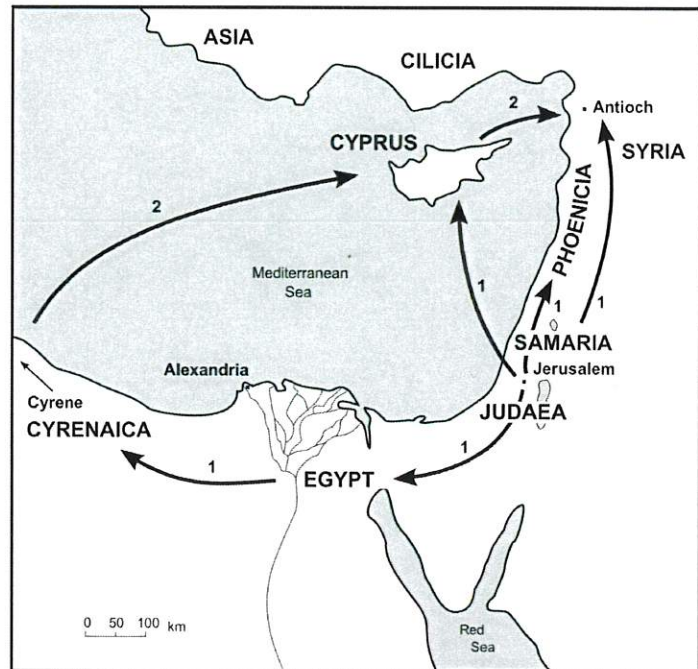 ASIA
CILICIA
2
Antioch
CYPRUS
SYRIA
2
PHOENICIA
Mediterranean
Sea
1
1
1
SAMARIA
Alexandria
Jerusalem
Cyrene
JUDAEA
CYRENAICA
1
1
EGYPT
0 50 100
km
Red
Sea